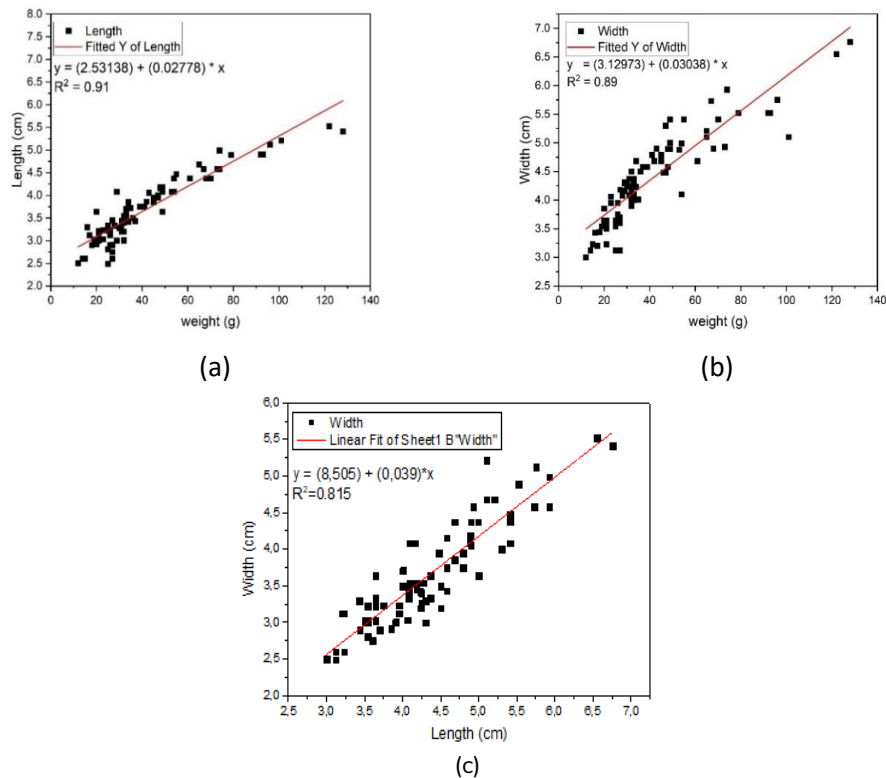 8.0
7.5
7.0
6.5
6.0
5.5
5.0
4.5
4.0
3.5
3.0
2.5
2.0
Length (cm)
Length
Fitted Y of Length
y = (2.53138) + (0.02778) * x
R² = 0.91
0 20 40 60 80 100 120 140
weight (g)
(a)
7.0
6.5
6.0
5.5
5.0
4.5
4.0
3.5
3.0
2.5
Width (cm)
Width
Fitted Y of Width
y = (3.12973) + (0.03038) * x
R² = 0.89
0 20 40 60 80 100 120 140
weight (g)
(b)
6,0
5,5
5,0
4,5
4,0
3,5
3,0
2,5
2,0
Width (cm)
Width
Linear Fit of Sheet1 B"Width"
y = (8,505) + (0,039)*x
R²=0.815
2,5 3,0 3,5 4,0 4,5 5,0 5,5 6,0 6,5 7,0
Length (cm)
(c)